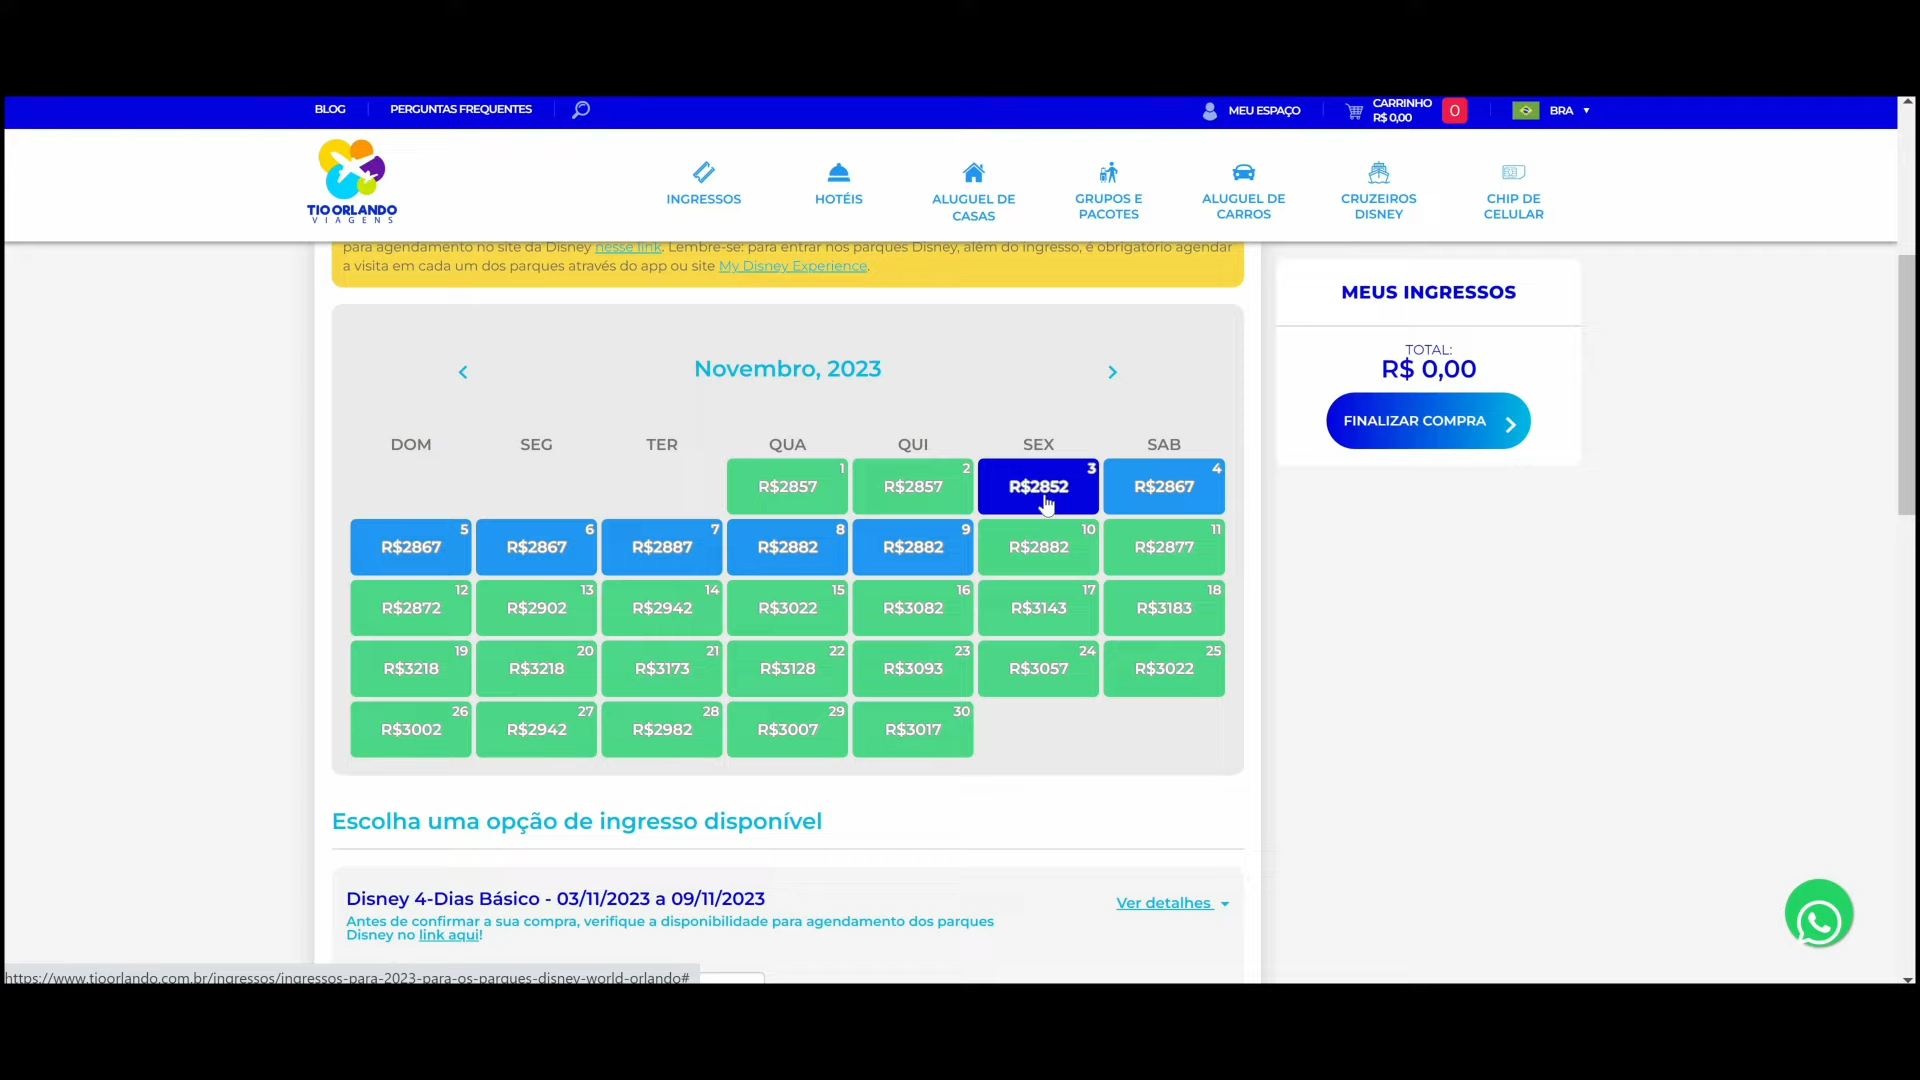 BLOG
PERGUNTAS FREQUENTES
MEU ESPAÇO
CARRINHO
R$ 0,00
0
BRA
TIO ORLANDO
VIAGENS
INGRESSOS
HOTÉIS
ALUGUEL DE
CASAS
GRUPOS E
PACOTES
ALUGUEL DE
CARROS
CRUZEIROS
DISNEY
CHIP DE
CELULAR
para agendamento no site da Disney nesse link. Lembre-se: para entrar nos parques Disney, além do ingresso, é obrigatório agendar
a visita em cada um dos parques através do app ou site My Disney Experience.
Novembro, 2023
DOM SEG TER QUA QUI SEX SAB
1 2 3 4
R$2857 R$2857 R$2852 R$2867
5 6 7 8 9 10 11
R$2867 R$2867 R$2887 R$2882 R$2882 R$2882 R$2877
12 13 14 15 16 17 18
R$2872 R$2902 R$2942 R$3022 R$3082 R$3143 R$3183
19 20 21 22 23 24 25
R$3218 R$3218 R$3173 R$3128 R$3093 R$3057 R$3022
26 27 28 29 30
R$3002 R$2942 R$2982 R$3007 R$3017
MEUS INGRESSOS
TOTAL:
R$ 0,00
FINALIZAR COMPRA
Escolha uma opção de ingresso disponível
Disney 4-Dias Básico - 03/11/2023 a 09/11/2023
Ver detalhes
Antes de confirmar a sua compra, verifique a disponibilidade para agendamento dos parques
Disney no link aqui!
https://www.tioorlando.com.br/ingressos/ingressos-para-2023-para-os-parques-disney-world-orlando#